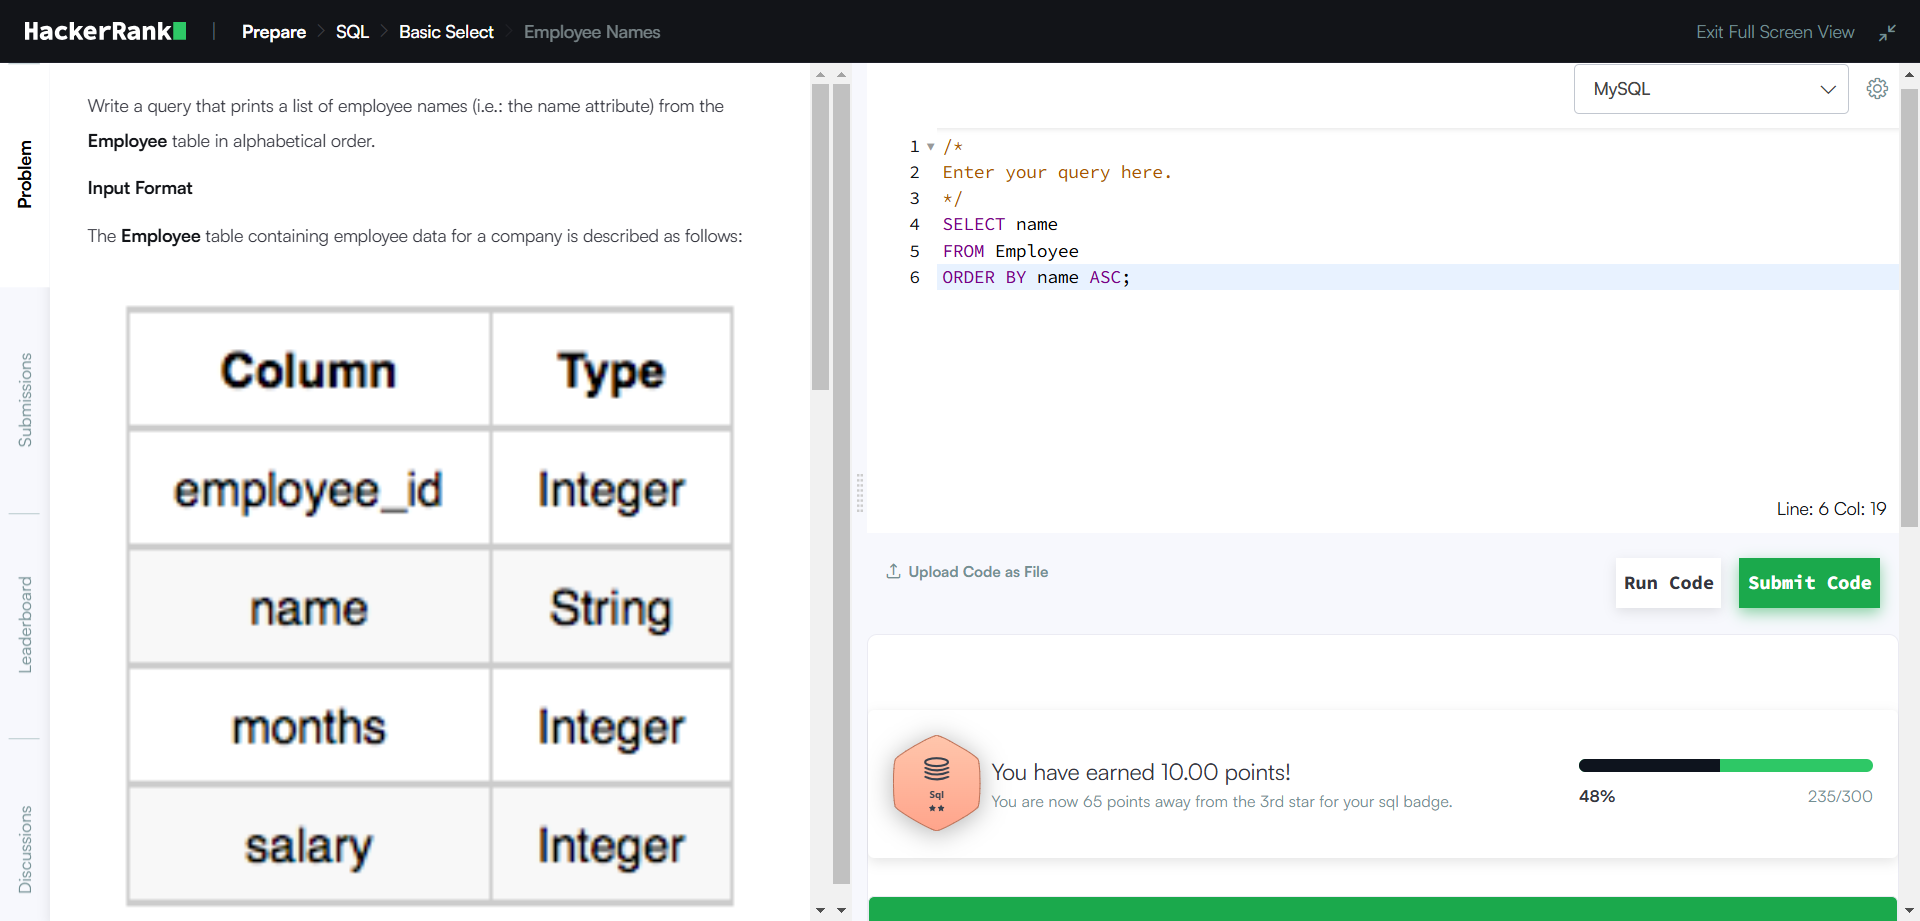 HackerRank | Prepare > SQL > Basic Select > Employee Names
Exit Full Screen View
Problem
Submissions
Leaderboard
Discussions
Write a query that prints a list of employee names (i.e.: the name attribute) from the
Employee table in alphabetical order.
Input Format
The Employee table containing employee data for a company is described as follows:
Column Type
employee_id Integer
name String
months Integer
salary Integer
MySQL
1 /*
2 Enter your query here.
3 */
4 SELECT name
5 FROM Employee
6 ORDER BY name ASC;
Line: 6 Col: 19
Upload Code as File
Run Code
Submit Code
Sql
You have earned 10.00 points!
You are now 65 points away from the 3rd star for your sql badge.
48% 235/300